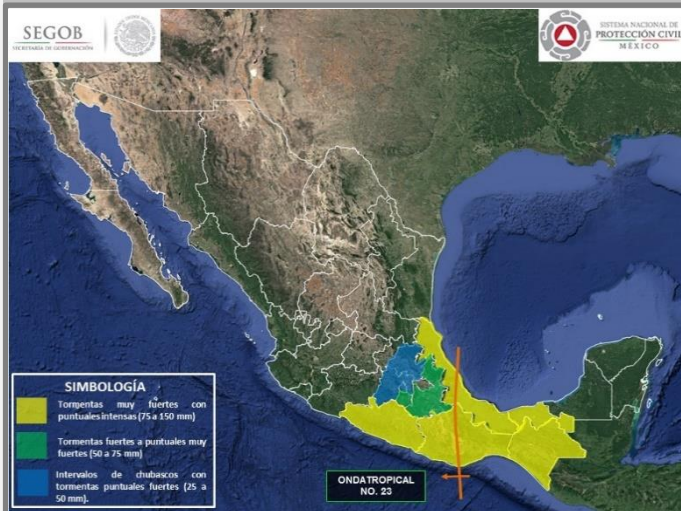 SEGOB
SECRETARÍA DE GOBERNACIÓN
SISTEMA NACIONAL DE
PROTECCIÓN CIVIL
MÉXICO
SIMBOLOGÍA
Tormentas muy fuertes con
puntuales intensas (75 a 150 mm)
Tormentas fuertes a puntuales muy
fuertes (50 a 75 mm)
Intervalos de chubascos con
tormentas puntuales fuertes (25 a
50 mm).
ONDATROPICAL
NO. 23